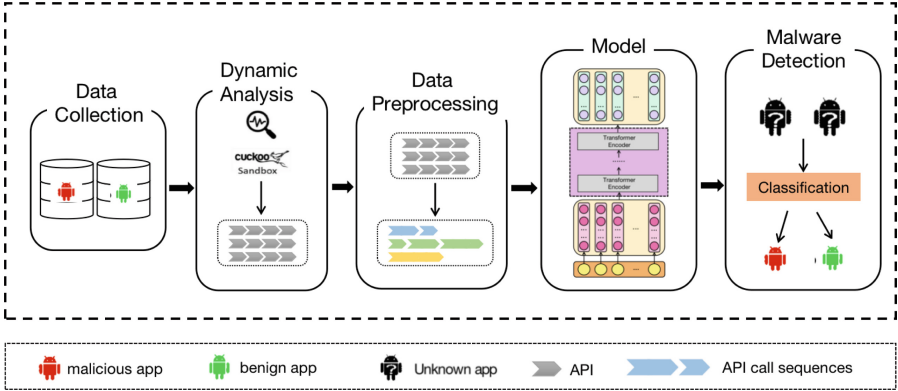 Data
Collection
Dynamic
Analysis
cuckoo
Sandbox
Data
Preprocessing
Model
...
Transformer
Encoder
......
Transformer
Encoder
...
...
Malware
Detection
?
?
Classification
malicious app
benign app
?
Unknown app
API
API call sequences